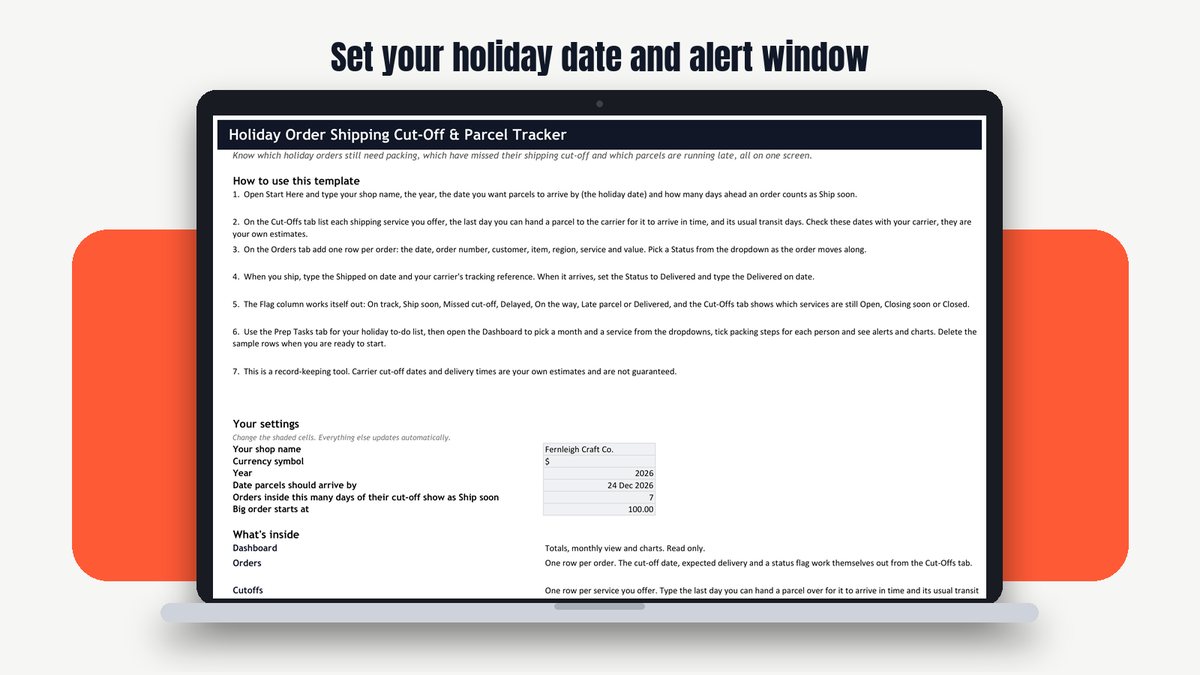 Set your holiday date and alert window
Holiday Order Shipping Cut-Off & Parcel Tracker
Know which holiday orders still need packing, which have missed their shipping cut-off and which parcels are running late, all on one screen.
How to use this template
1. Open Start Here and type your shop name, the year, the date you want parcels to arrive by (the holiday date) and how many days ahead an order counts as Ship soon.
2. On the Cut-Offs tab list each shipping service you offer, the last day you can hand a parcel to the carrier for it to arrive in time, and its usual transit days. Check these dates with your carrier, they are
your own estimates.
3. On the Orders tab add one row per order: the date, order number, customer, item, region, service and value. Pick a Status from the dropdown as the order moves along.
4. When you ship, type the Shipped on date and your carrier's tracking reference. When it arrives, set the Status to Delivered and type the Delivered on date.
5. The Flag column works itself out: On track, Ship soon, Missed cut-off, Delayed, On the way, Late parcel or Delivered, and the Cut-Offs tab shows which services are still Open, Closing soon or Closed.
6. Use the Prep Tasks tab for your holiday to-do list, then open the Dashboard to pick a month and a service from the dropdowns, tick packing steps for each person and see alerts and charts. Delete the
sample rows when you are ready to start.
7. This is a record-keeping tool. Carrier cut-off dates and delivery times are your own estimates and are not guaranteed.
Your settings
Change the shaded cells. Everything else updates automatically.
Your shop name Fernleigh Craft Co.
Currency symbol $
Year 2026
Date parcels should arrive by 24 Dec 2026
Orders inside this many days of their cut-off show as Ship soon 7
Big order starts at 100.00
What's inside
Dashboard Totals, monthly view and charts. Read only.
Orders One row per order. The cut-off date, expected delivery and a status flag work themselves out from the Cut-Offs tab.
Cutoffs One row per service you offer. Type the last day you can hand a parcel over for it to arrive in time and its usual transit